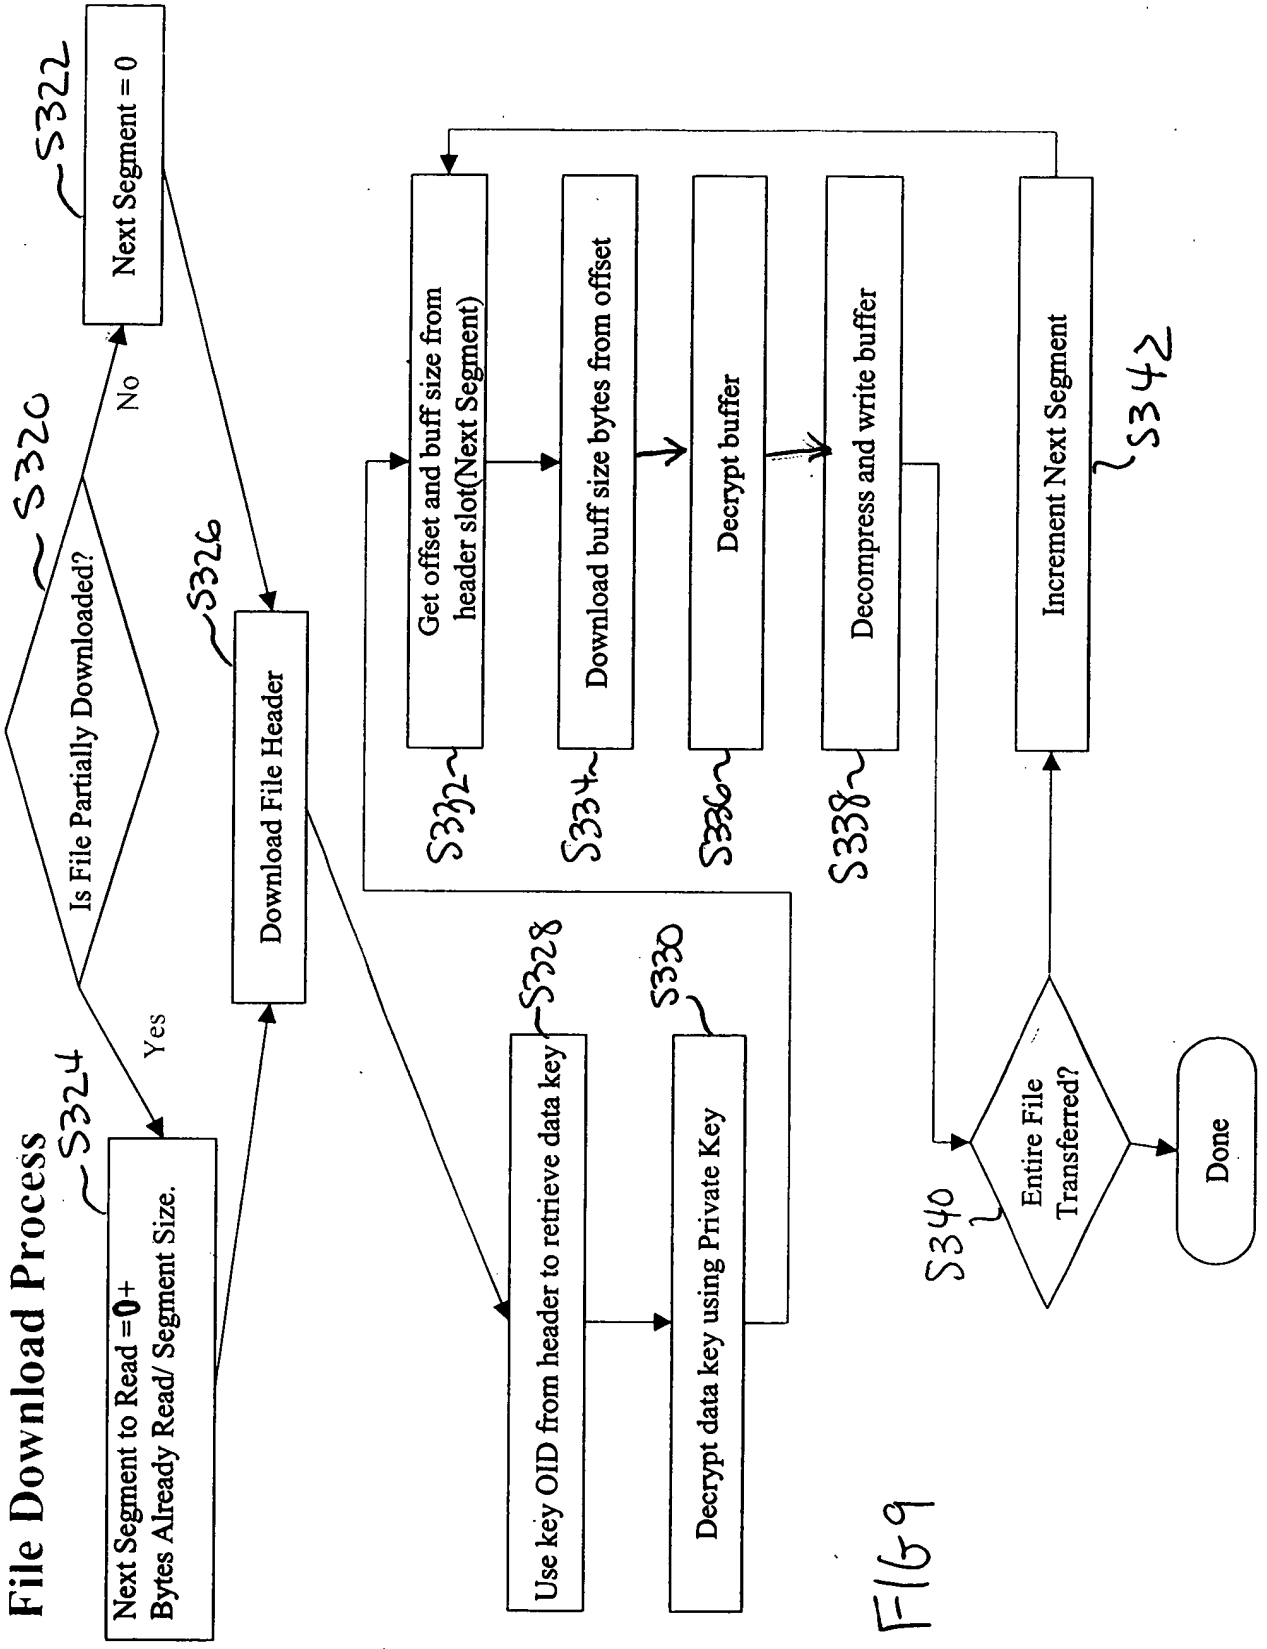 File Download Process
S320
Is File Partially Downloaded?
Yes
No
S324
Next Segment to Read =0+
Bytes Already Read/ Segment Size.
S322
Next Segment = 0
S326
Download File Header
S328
Use key OID from header to retrieve data key
S330
Decrypt data key using Private Key
S332
Get offset and buff size from
header slot(Next Segment)
S334
Download buff size bytes from offset
S336
Decrypt buffer
S338
Decompress and write buffer
S340
Entire File
Transferred?
Increment Next Segment
S342
Done
FIG 9